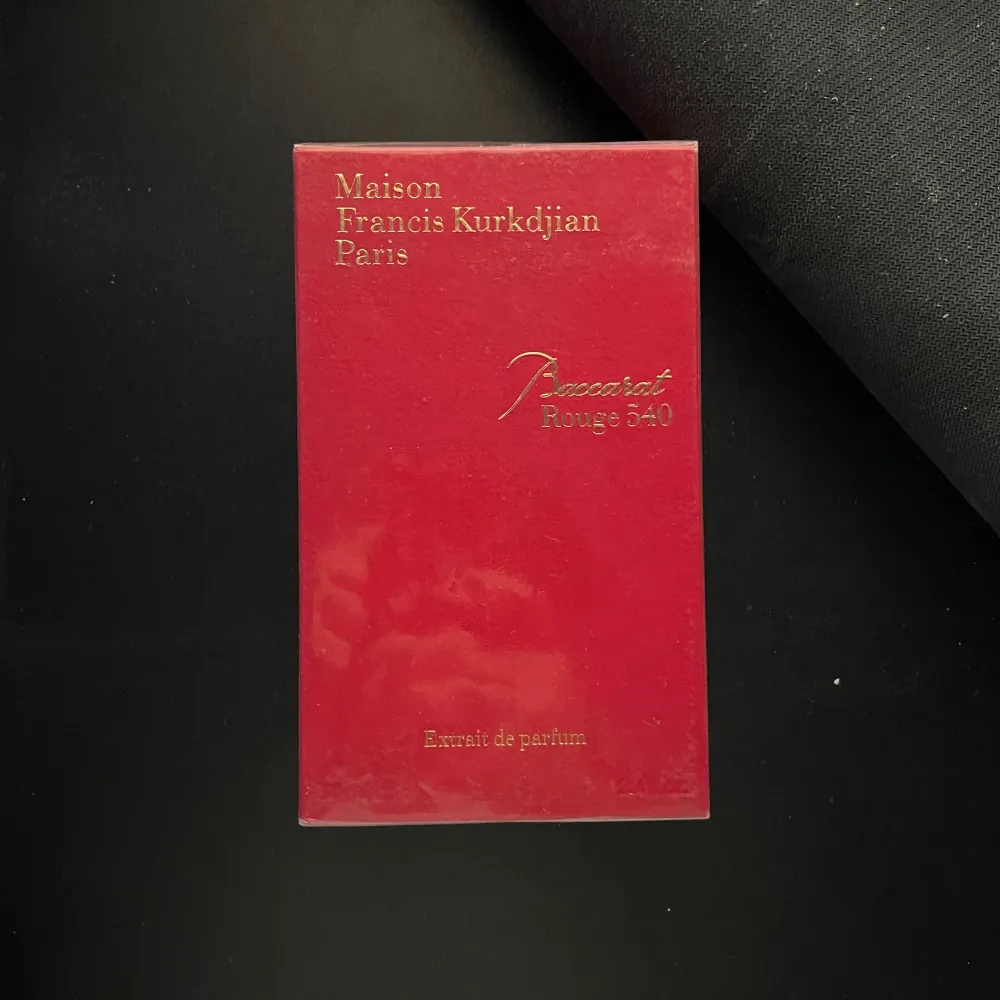 Maison
Francis Kurkdjian
Paris
Baccarat
Rouge 540
Extrait de parfum